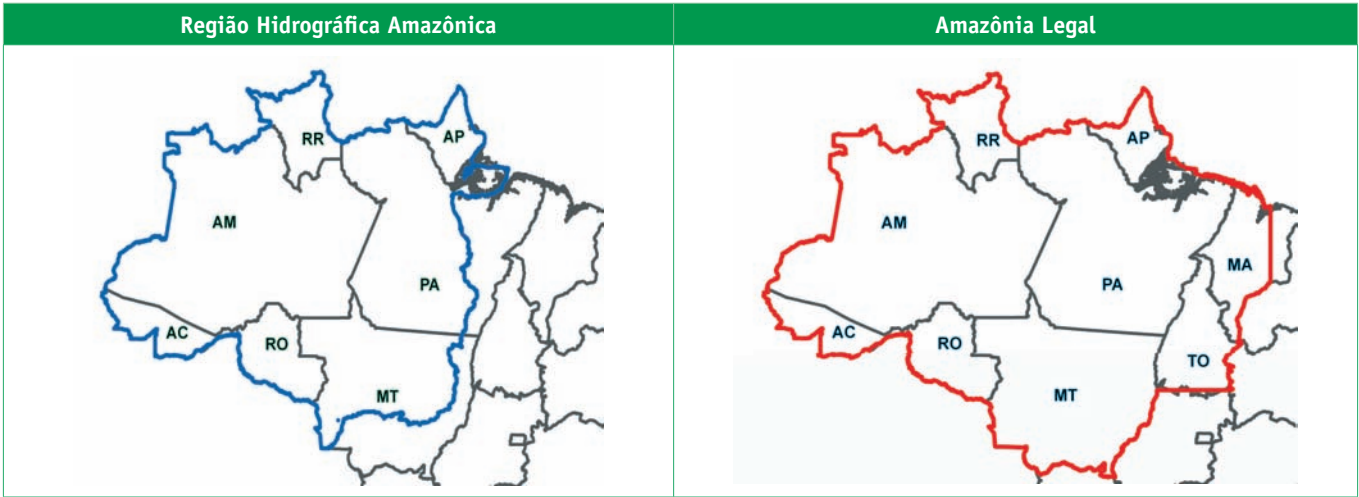 Região Hidrográfica Amazônica
Amazônia Legal
RR
AP
AM
PA
AC
RO
MT
RR
AP
AM
MA
PA
AC
RO
TO
MT